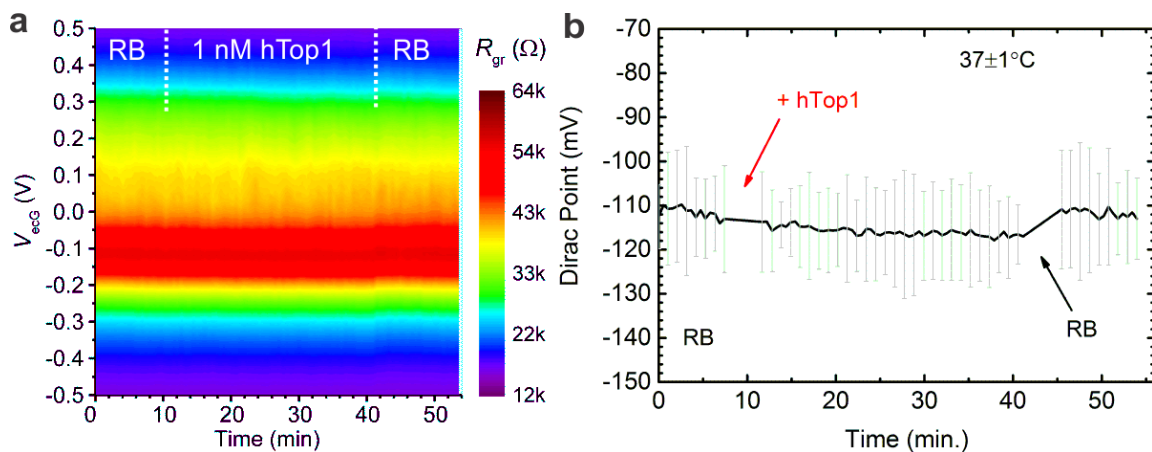 a
RB
1 nM hTop1
RB
R_gr (Ω)
0.5
0.4
0.3
0.2
0.1
0.0
-0.1
-0.2
-0.3
-0.4
-0.5
V_ecG (V)
0
10
20
30
40
50
Time (min)
64k
54k
43k
33k
22k
12k
b
-70
-80
-90
-100
-110
-120
-130
-140
-150
Dirac Point (mV)
37±1°C
+ hTop1
RB
RB
0
10
20
30
40
50
Time (min.)